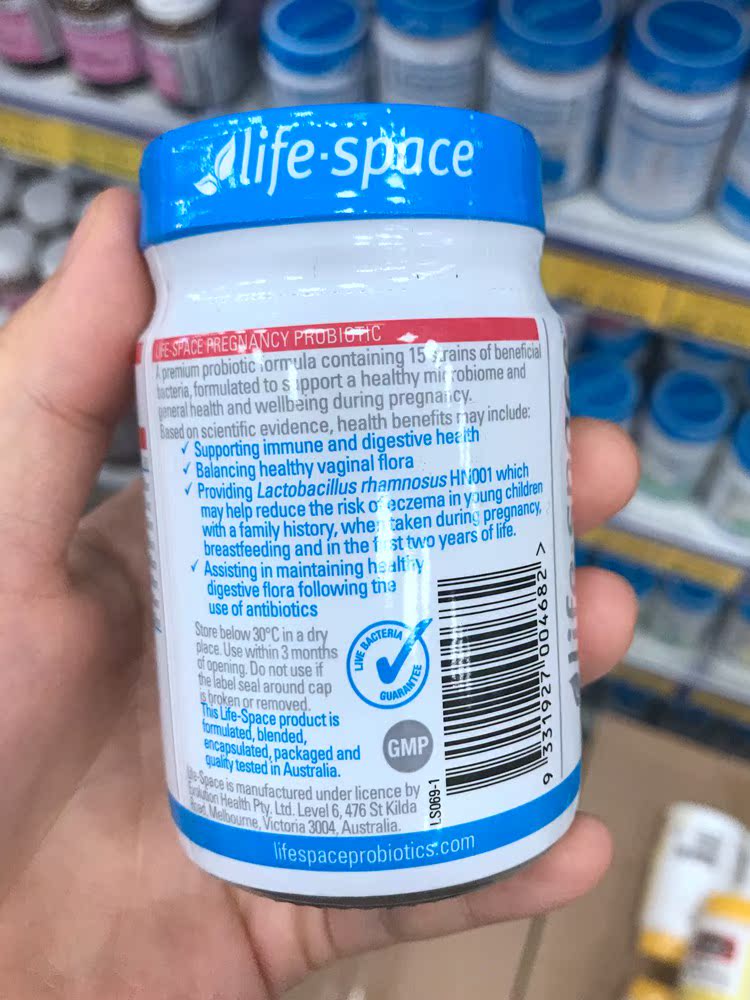 life-space
LIFE-SPACE PREGNANCY PROBIOTIC
A premium probiotic formula containing 15 strains of beneficial
bacteria, formulated to support a healthy microbiome and
general health and wellbeing during pregnancy.
Based on scientific evidence, health benefits may include:
✓ Supporting immune and digestive health
✓ Balancing healthy vaginal flora
✓ Providing Lactobacillus rhamnosus HN001 which
may help reduce the risk of eczema in young children
with a family history, when taken during pregnancy,
breastfeeding and in the first two years of life.
✓ Assisting in maintaining healthy
digestive flora following the
use of antibiotics
Store below 30°C in a dry
place. Use within 3 months
of opening. Do not use if
the label seal around cap
is broken or removed.
This Life-Space product is
formulated, blended,
encapsulated, packaged and
quality tested in Australia.
Life-Space is manufactured under licence by
Evolution Health Pty. Ltd. Level 6, 476 St Kilda
Road, Melbourne, Victoria 3004, Australia.
LIVE BACTERIA
GUARANTEE
GMP
LS069-1
9 331927 004682 >
lifespaceprobiotics.com